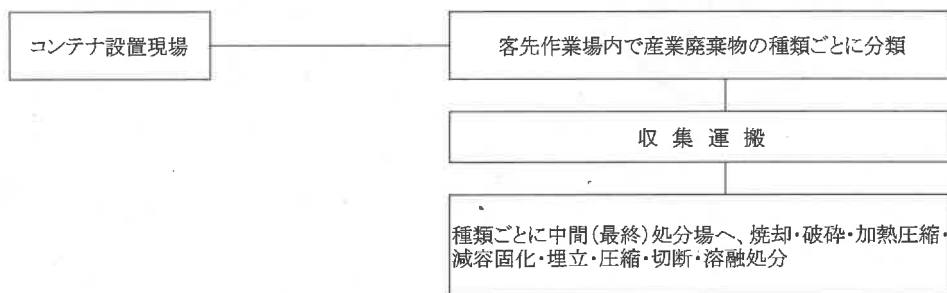 コンテナ設置現場
客先作業場内で産業廃棄物の種類ごとに分類
収集運搬
種類ごとに中間(最終)処分場へ、焼却・破砕・加熱圧縮・
減容固化・埋立・圧縮・切断・溶融処分